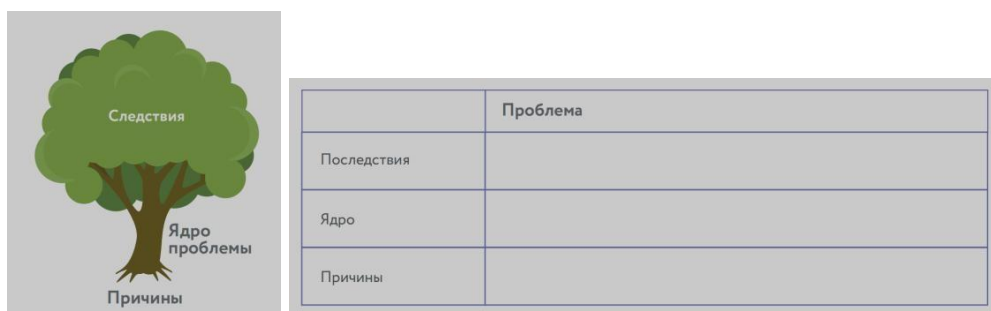 Следствия
Ядро
проблемы
Причины
Проблема
Последствия
Ядро
Причины